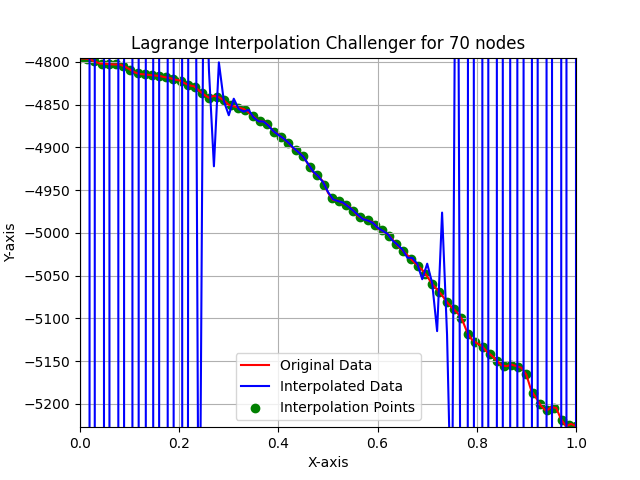 Lagrange Interpolation Challenger for 70 nodes
−4800
−4850
−4900
−4950
−5000
−5050
−5100
−5150
−5200
Y-axis
Original Data
Interpolated Data
Interpolation Points
0.0 0.2 0.4 0.6 0.8 1.0
X-axis